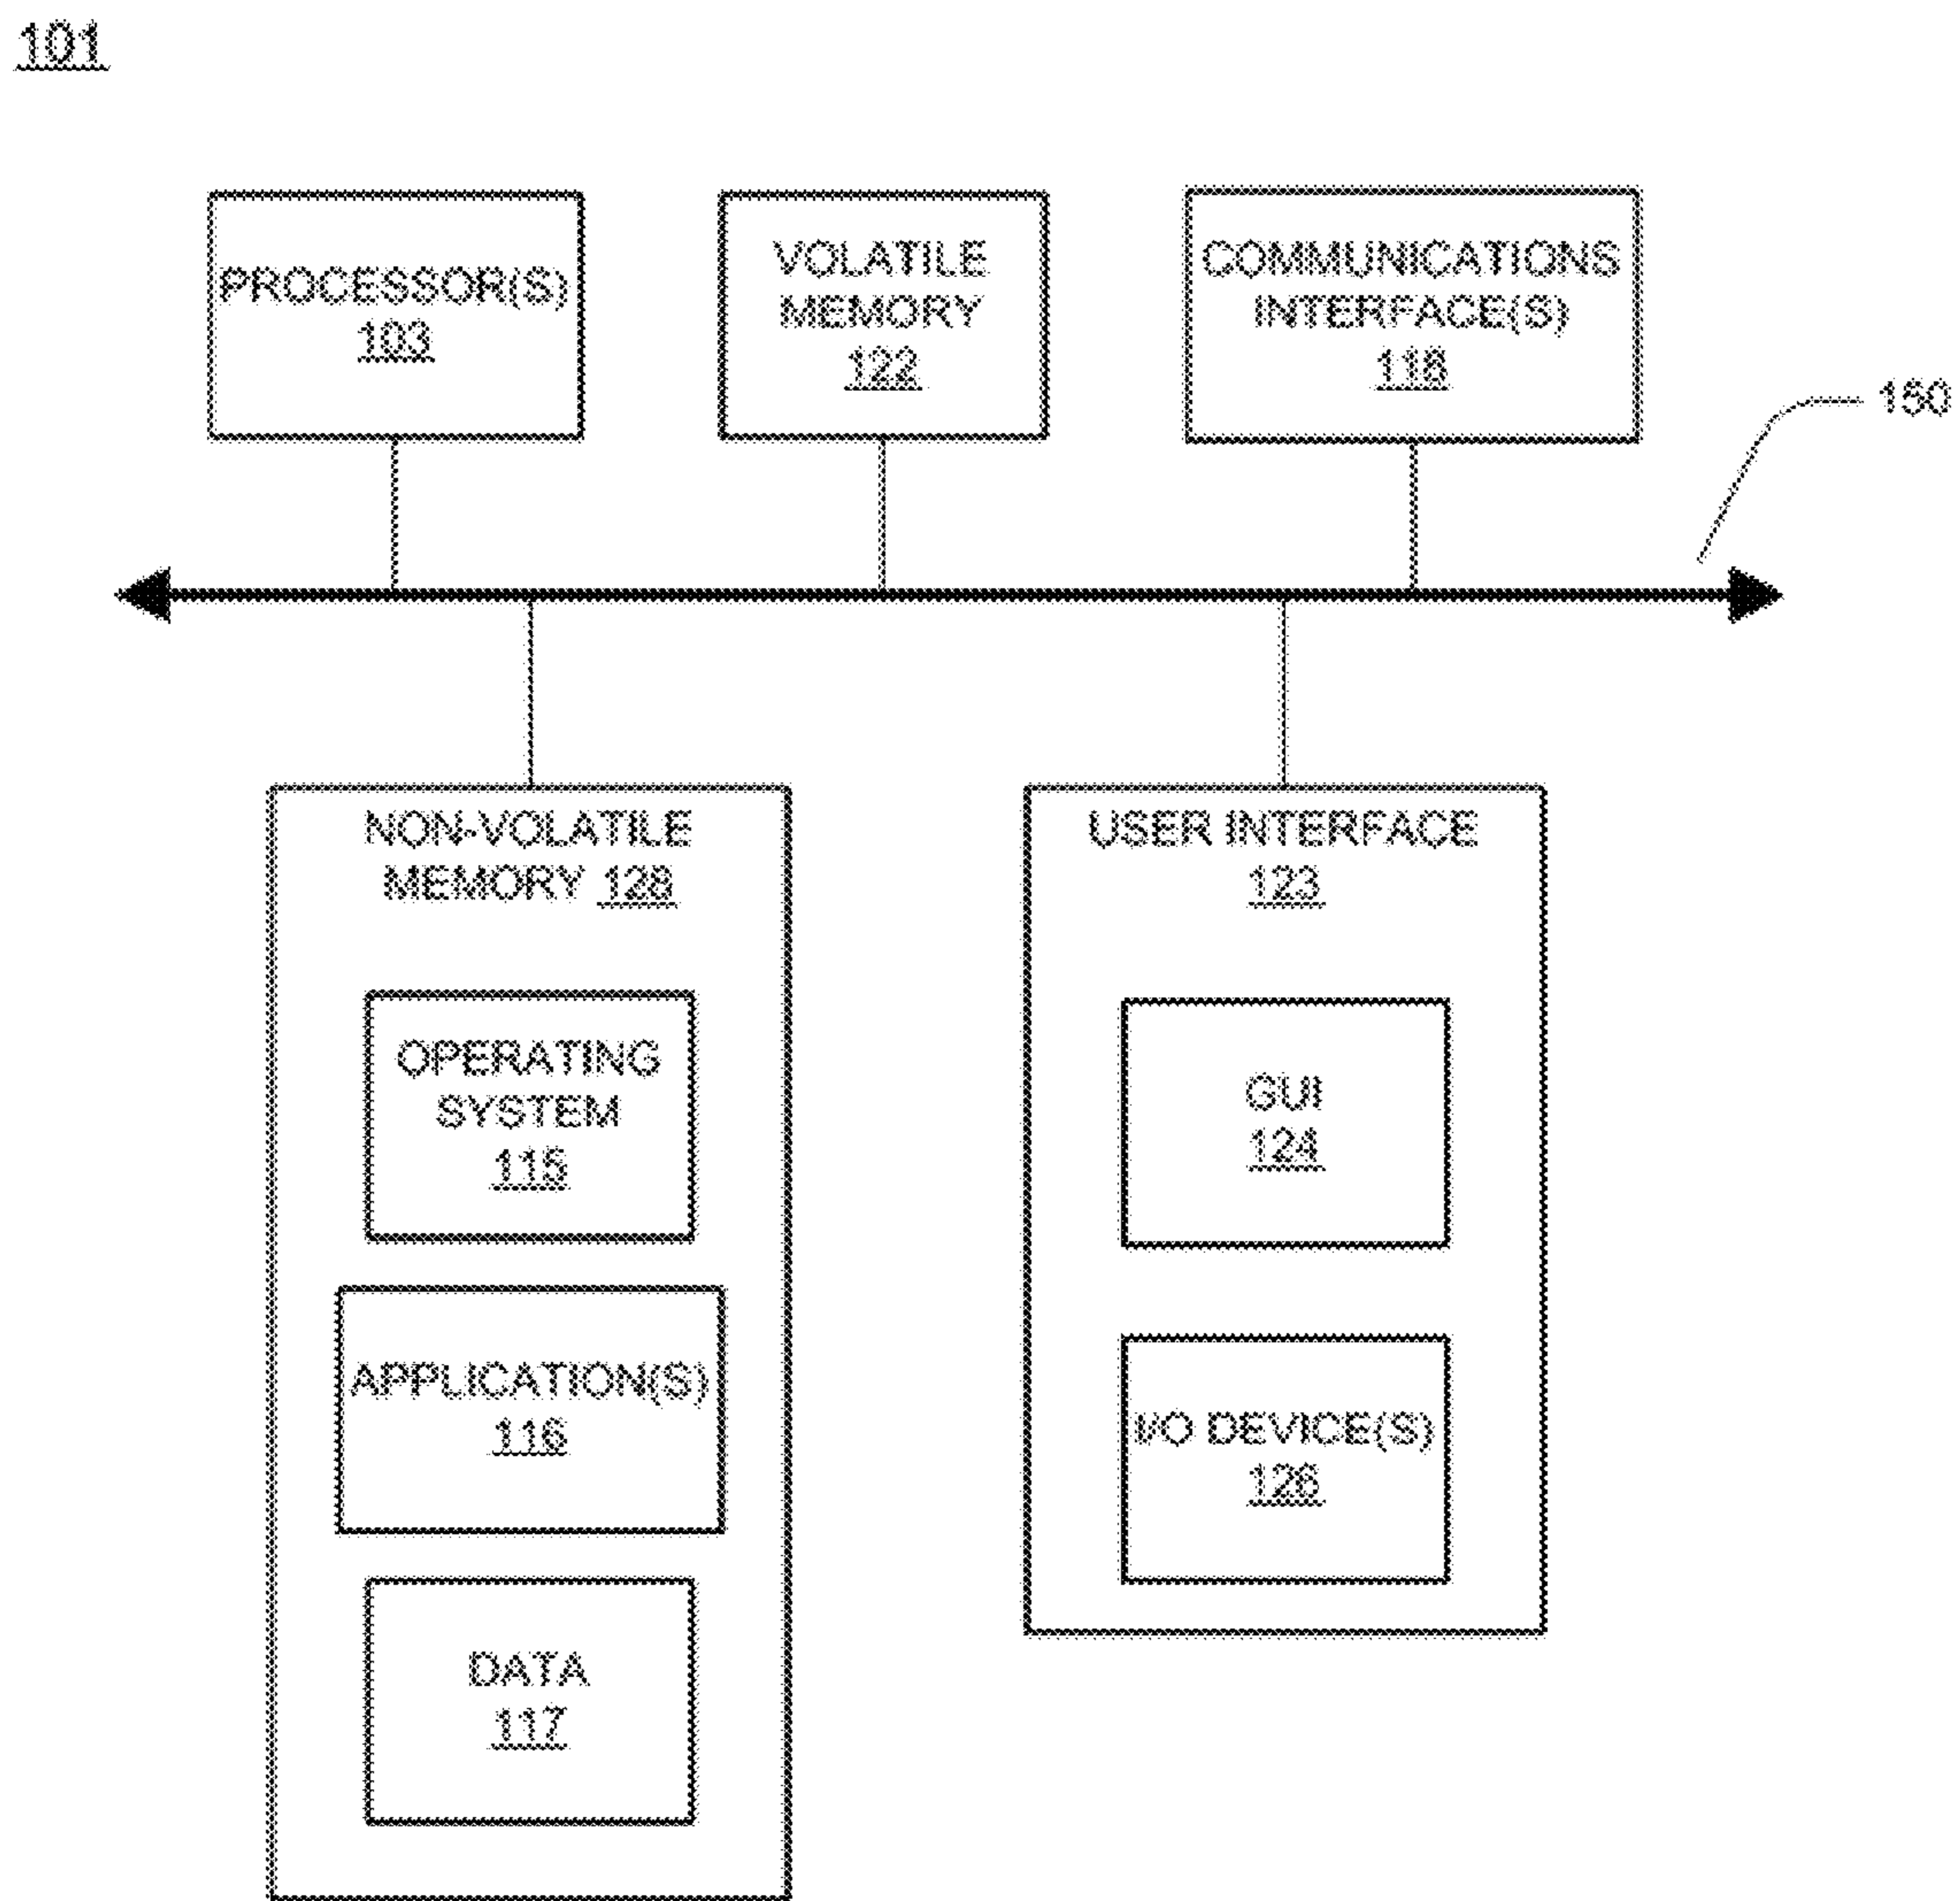 101
PROCESSOR(S)
103
VOLATILE
MEMORY
122
COMMUNICATIONS
INTERFACE(S)
118
150
NON-VOLATILE
MEMORY 128
OPERATING
SYSTEM
115
APPLICATION(S)
116
DATA
117
USER INTERFACE
123
GUI
124
I/O DEVICE(S)
126